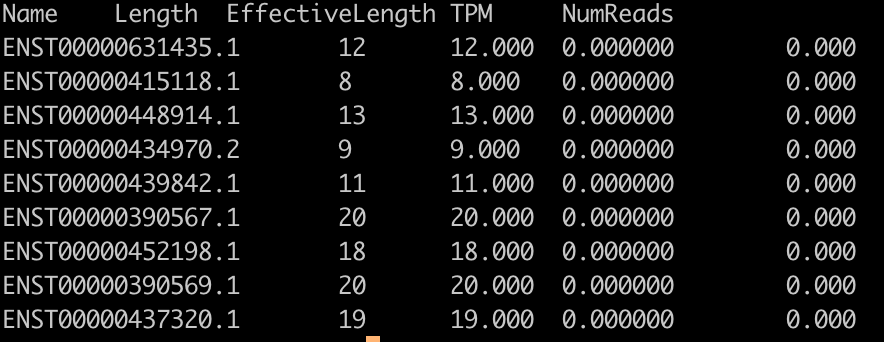 Name Length EffectiveLength TPM NumReads
ENST00000631435.1 12 12.000 0.000000 0.000
ENST00000415118.1 8 8.000 0.000000 0.000
ENST00000448914.1 13 13.000 0.000000 0.000
ENST00000434970.2 9 9.000 0.000000 0.000
ENST00000439842.1 11 11.000 0.000000 0.000
ENST00000390567.1 20 20.000 0.000000 0.000
ENST00000452198.1 18 18.000 0.000000 0.000
ENST00000390569.1 20 20.000 0.000000 0.000
ENST00000437320.1 19 19.000 0.000000 0.000